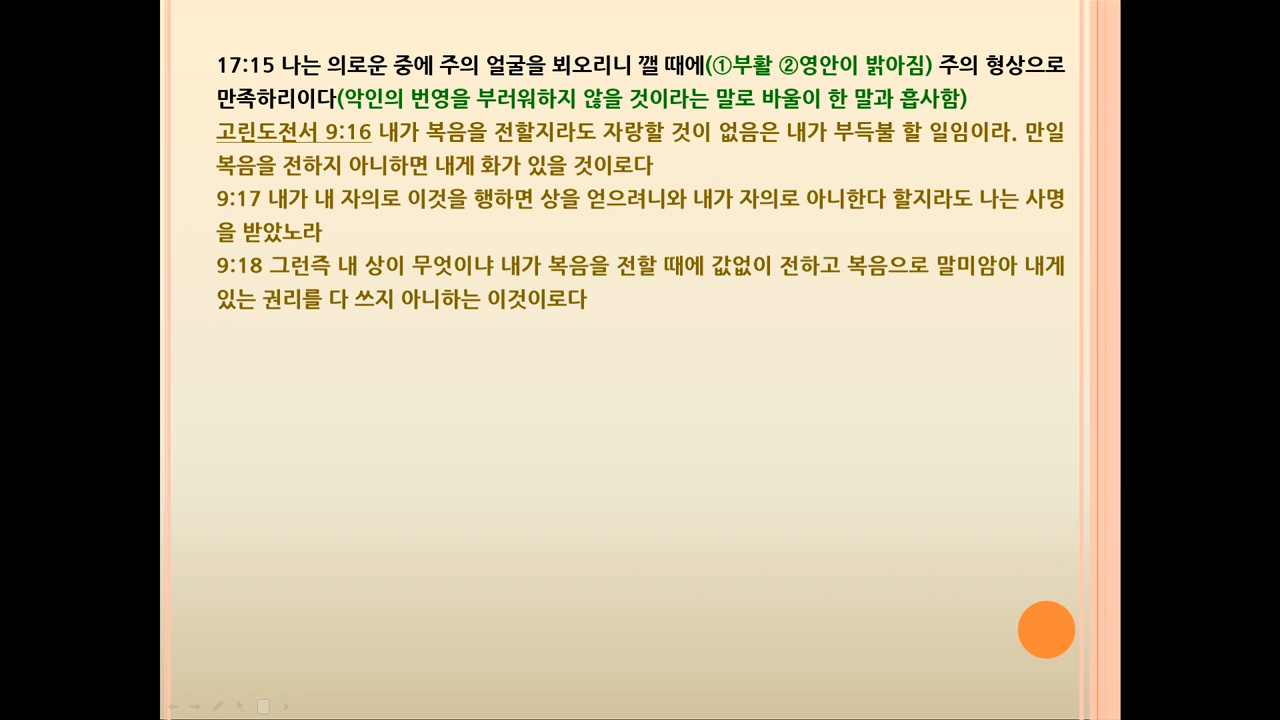 17:15 나는 의로운 중에 주의 얼굴을 뵈오리니 깰 때에(①부활 ②영안이 밝아짐) 주의 형상으로
만족하리이다(악인의 번영을 부러워하지 않을 것이라는 말로 바울이 한 말과 흡사함)
고린도전서 9:16 내가 복음을 전할지라도 자랑할 것이 없음은 내가 부득불 할 일임이라. 만일
복음을 전하지 아니하면 내게 화가 있을 것이로다
9:17 내가 내 자의로 이것을 행하면 상을 얻으려니와 내가 자의로 아니한다 할지라도 나는 사명
을 받았노라
9:18 그런즉 내 상이 무엇이냐 내가 복음을 전할 때에 값없이 전하고 복음으로 말미암아 내게
있는 권리를 다 쓰지 아니하는 이것이로다